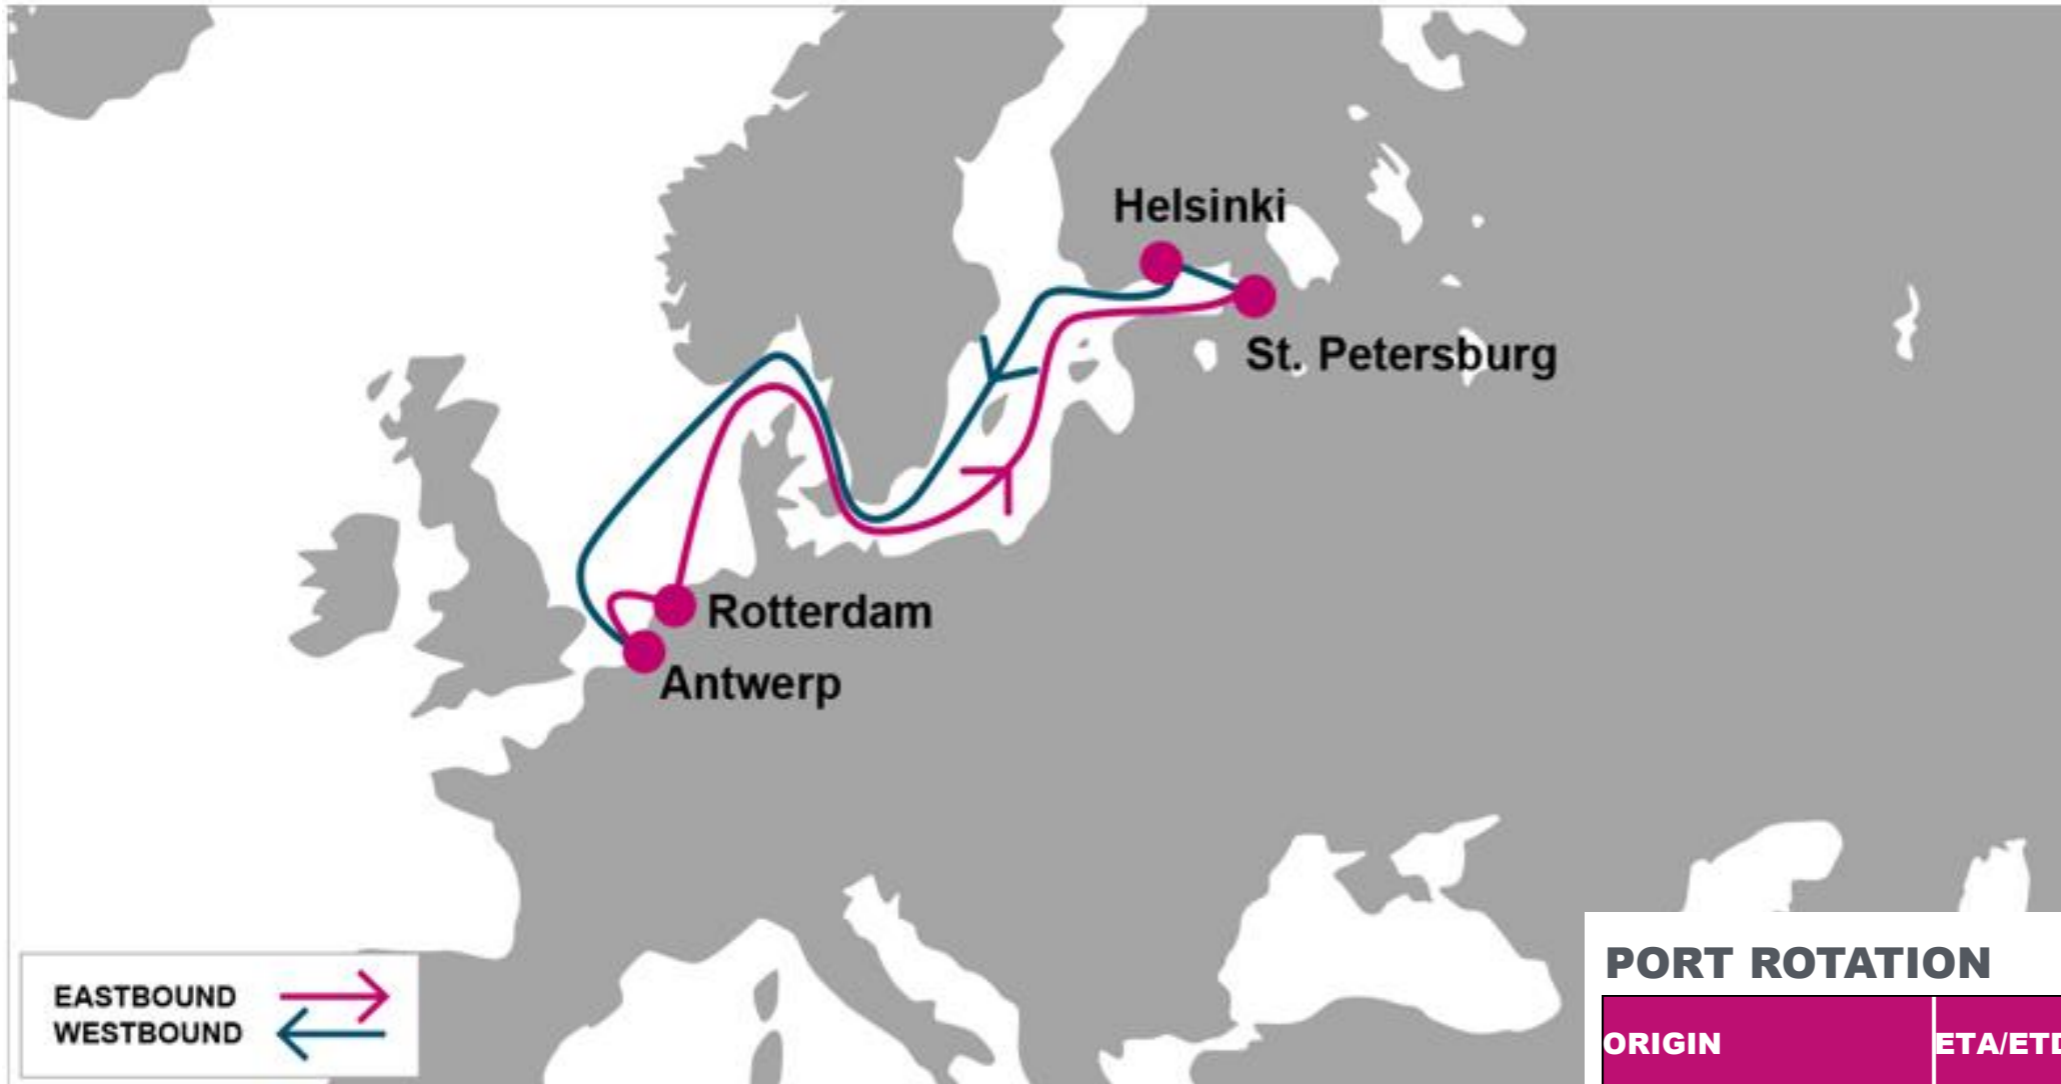 Helsinki
St. Petersburg
Rotterdam
Antwerp
EASTBOUND
WESTBOUND
PORT ROTATION
ORIGIN